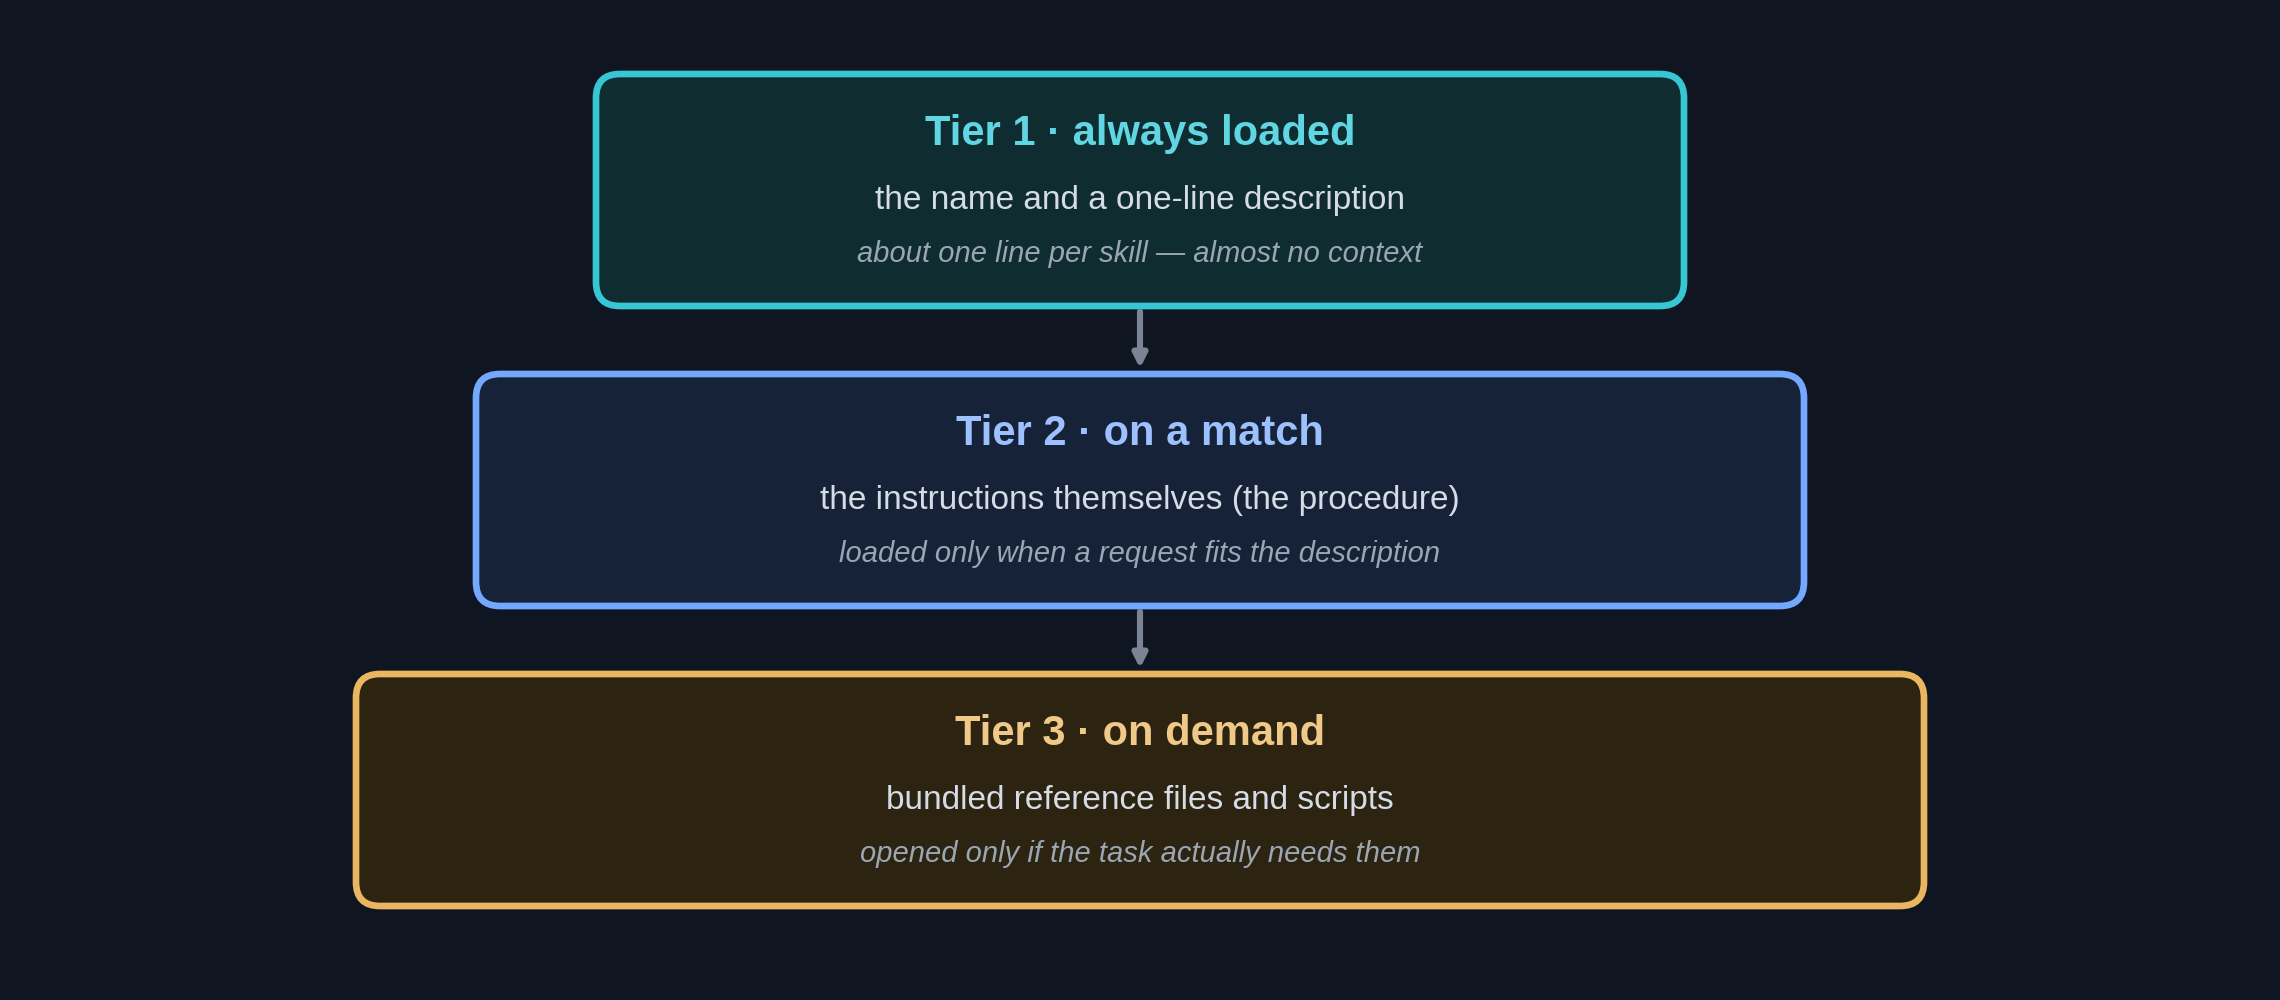 Tier 1 · always loaded
the name and a one-line description
about one line per skill — almost no context
Tier 2 · on a match
the instructions themselves (the procedure)
loaded only when a request fits the description
Tier 3 · on demand
bundled reference files and scripts
opened only if the task actually needs them